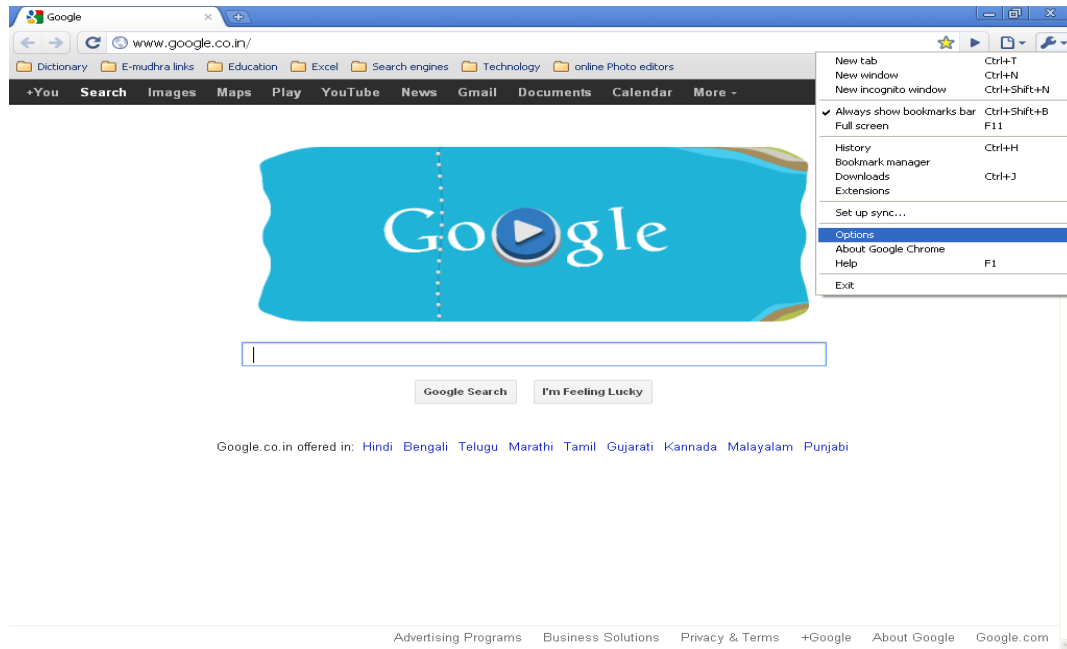 Google
www.google.co.in/
Dictionary E-mudhra links Education Excel Search engines Technology online Photo editors
+You Search Images Maps Play YouTube News Gmail Documents Calendar More
New tab Ctrl+T
New window Ctrl+N
New incognito window Ctrl+Shift+N
Always show bookmarks bar Ctrl+Shift+B
Full screen F11
History Ctrl+H
Bookmark manager
Downloads Ctrl+J
Extensions
Set up sync...
Options
About Google Chrome
Help F1
Exit
Google
Google Search I'm Feeling Lucky
Google.co.in offered in: Hindi Bengali Telugu Marathi Tamil Gujarati Kannada Malayalam Punjabi
Advertising Programs Business Solutions Privacy & Terms +Google About Google Google.com